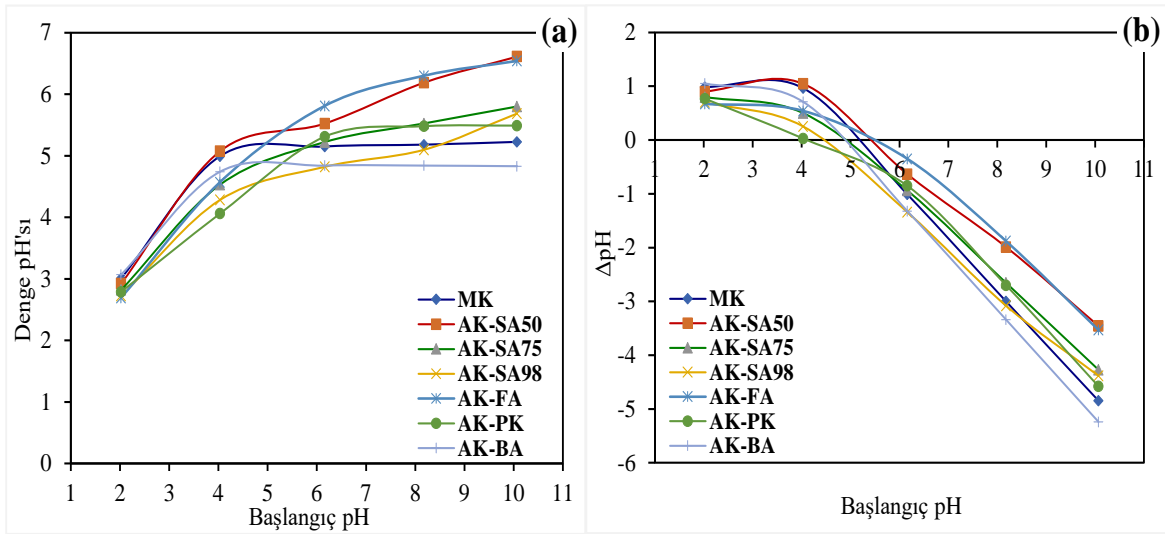 (a)
Denge pH'sı
7
6
5
4
3
2
1
0
1 2 3 4 5 6 7 8 9 10 11
Başlangıç pH
MK
AK-SA50
AK-SA75
AK-SA98
AK-FA
AK-PK
AK-BA
(b)
ΔpH
2
1
0
-1
-2
-3
-4
-5
-6
1 2 3 4 5 6 7 8 9 10 11
Başlangıç pH
MK
AK-SA50
AK-SA75
AK-SA98
AK-FA
AK-PK
AK-BA